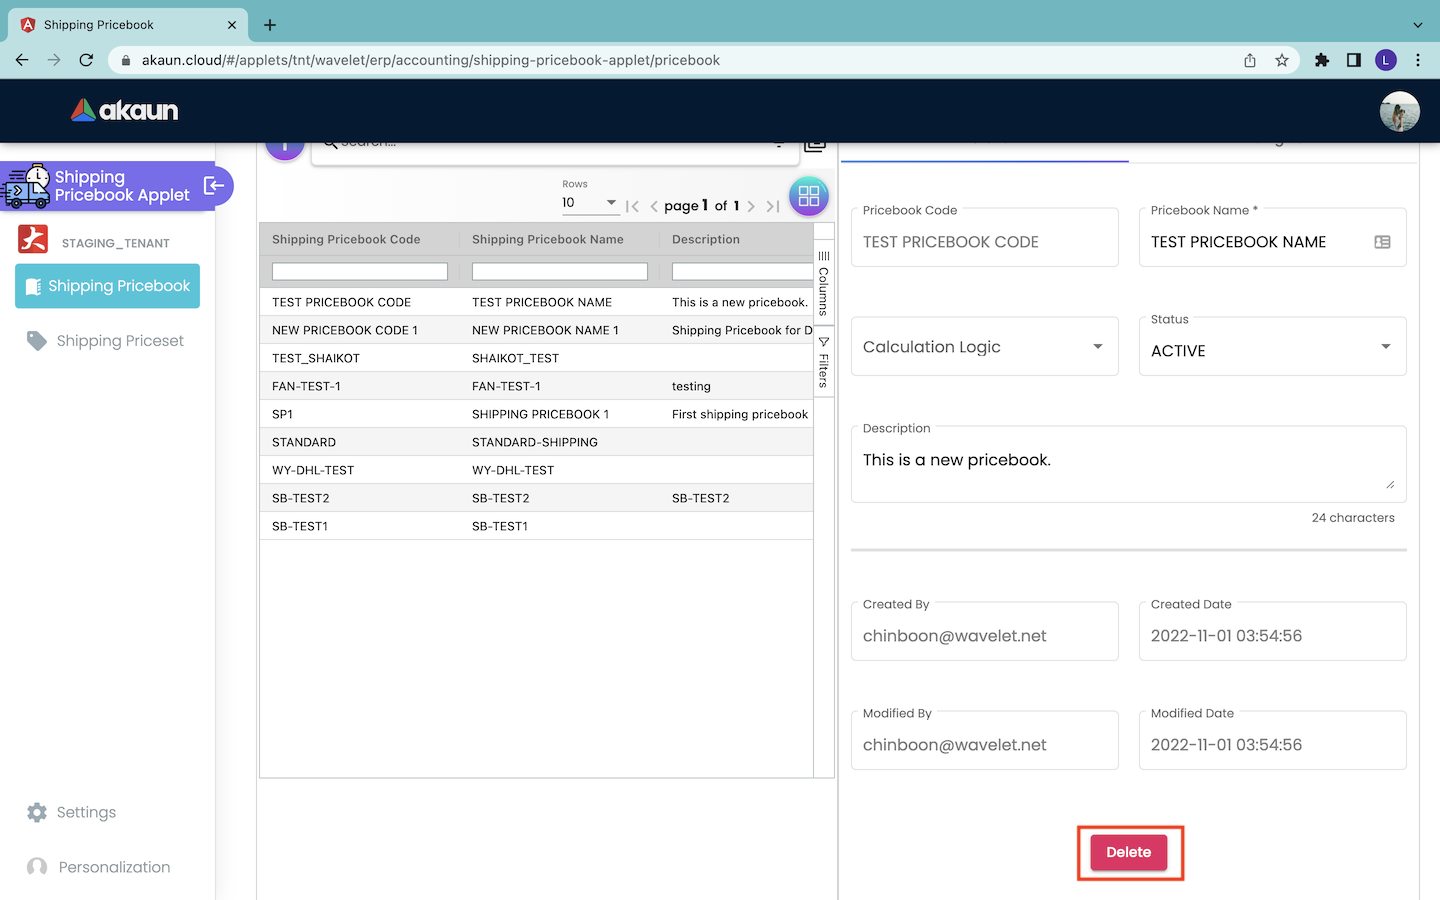 Shipping Pricebook
akaun.cloud/#/applets/tnt/wavelet/erp/accounting/shipping-pricebook-applet/pricebook
L
akaun
Shipping
Pricebook Applet
STAGING_TENANT
Shipping Pricebook
Shipping Priceset
Settings
Personalization
Rows
10
page 1 of 1
Shipping Pricebook Code Shipping Pricebook Name Description
TEST PRICEBOOK CODE TEST PRICEBOOK NAME This is a new pricebook.
NEW PRICEBOOK CODE 1 NEW PRICEBOOK NAME 1 Shipping Pricebook for D
TEST_SHAIKOT SHAIKOT_TEST
FAN-TEST-1 FAN-TEST-1 testing
SP1 SHIPPING PRICEBOOK 1 First shipping pricebook
STANDARD STANDARD-SHIPPING
WY-DHL-TEST WY-DHL-TEST
SB-TEST2 SB-TEST2 SB-TEST2
SB-TEST1 SB-TEST1
Columns
Filters
Pricebook Code
TEST PRICEBOOK CODE
Pricebook Name *
TEST PRICEBOOK NAME
Calculation Logic
Status
ACTIVE
Description
This is a new pricebook.
24 characters
Created By
chinboon@wavelet.net
Created Date
2022-11-01 03:54:56
Modified By
chinboon@wavelet.net
Modified Date
2022-11-01 03:54:56
Delete